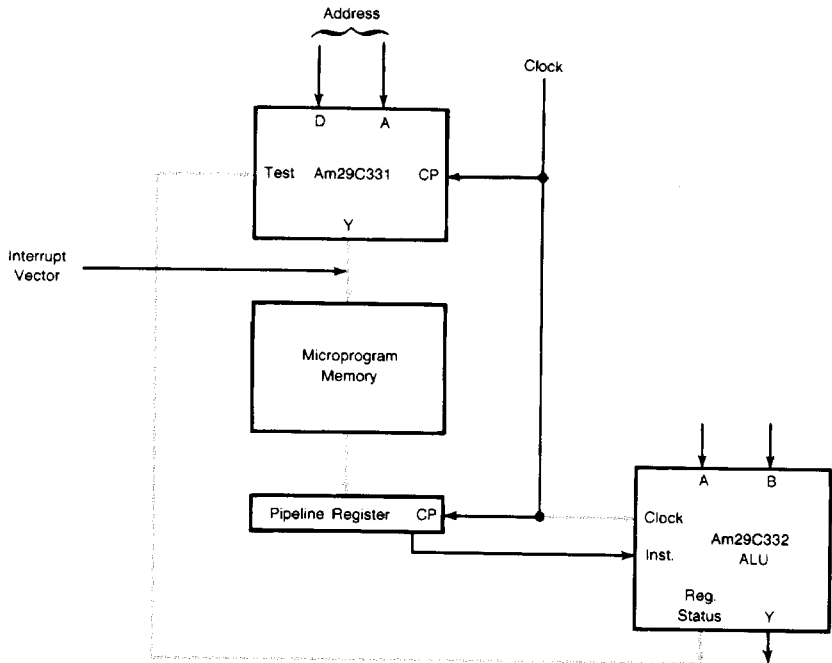 Address
Clock
D A
Test Am29C331 CP
Y
Interrupt
Vector
Microprogram
Memory
Pipeline Register CP
A B
Clock
Am29C332
ALU
Inst.
Reg.
Status Y